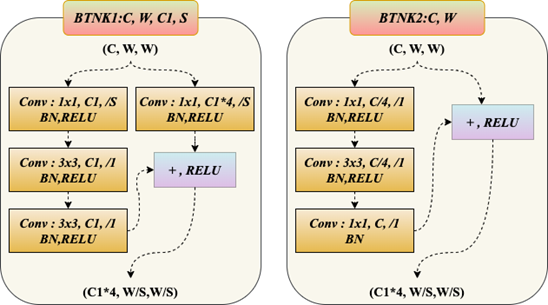 BTNK1:C, W, C1, S
(C, W, W)
Conv : 1x1, C1, /S
BN,RELU
Conv : 1x1, C1*4, /S
BN,RELU
Conv : 3x3, C1, /1
BN,RELU
+ , RELU
Conv : 3x3, C1, /1
BN,RELU
(C1*4, W/S,W/S)
BTNK2:C, W
(C, W, W)
Conv : 1x1, C/4, /1
BN,RELU
+ , RELU
Conv : 3x3, C/4, /1
BN,RELU
Conv : 1x1, C, /1
BN
(C1*4, W/S,W/S)